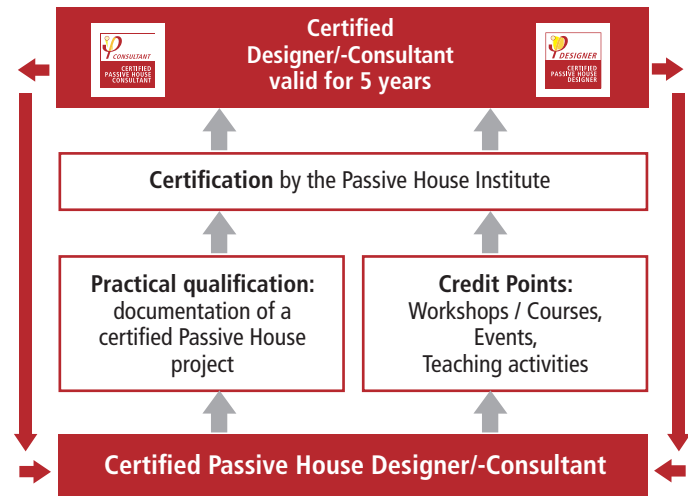 Certified
Designer/-Consultant
valid for 5 years
CONSULTANT
CERTIFIED
PASSIVE HOUSE
CONSULTANT
DESIGNER
CERTIFIED
PASSIVE HOUSE
DESIGNER
Certification by the Passive House Institute
Practical qualification:
documentation of a
certified Passive House
project
Credit Points:
Workshops / Courses,
Events,
Teaching activities
Certified Passive House Designer/-Consultant